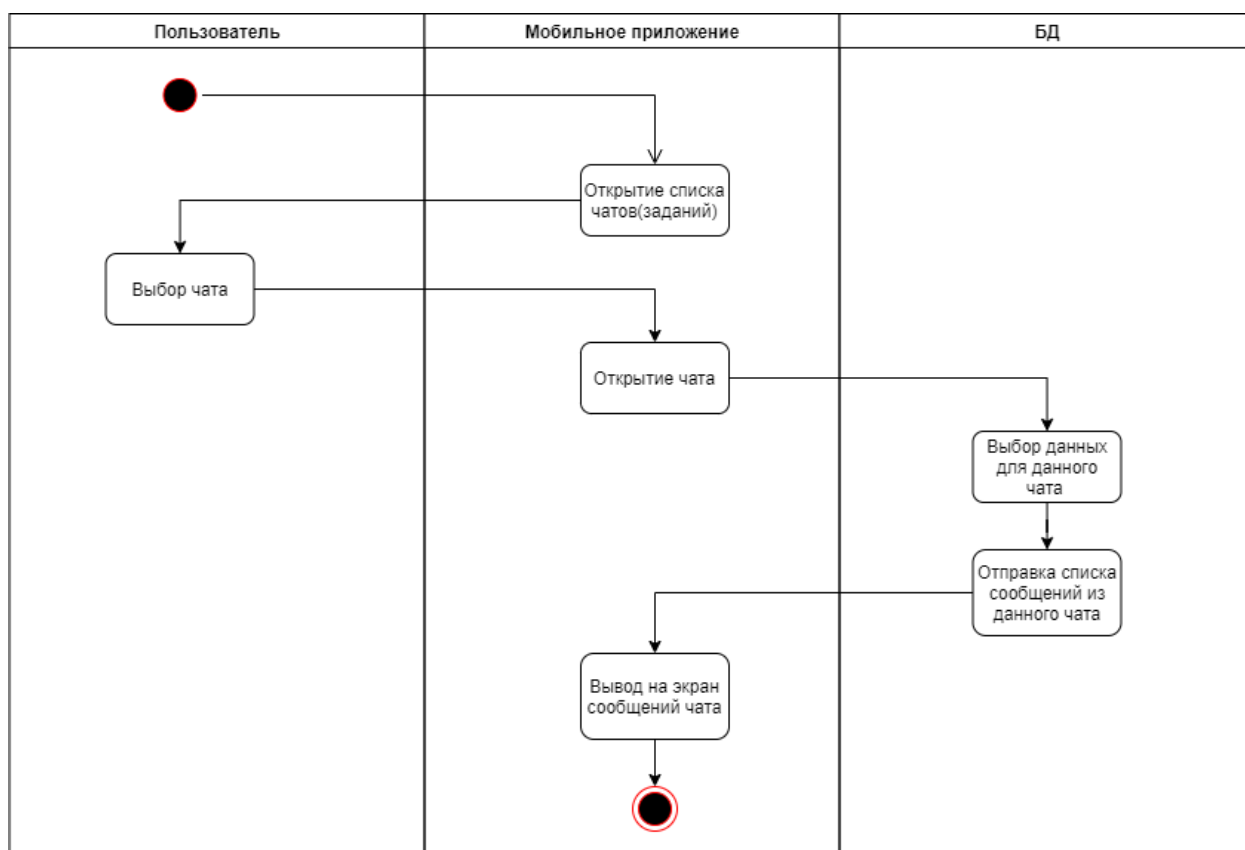 Пользователь
Мобильное приложение
БД
Открытие списка
чатов(заданий)
Выбор чата
Открытие чата
Выбор данных
для данного
чата
Отправка списка
сообщений из
данного чата
Вывод на экран
сообщений чата